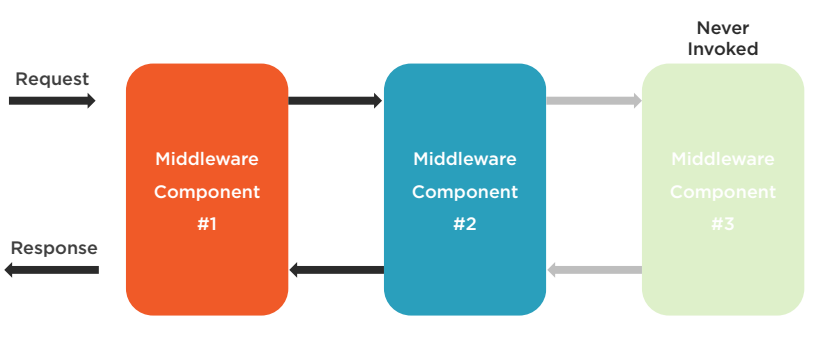 Never
Invoked
Request
Middleware
Component
#1
Middleware
Component
#2
Middleware
Component
#3
Response